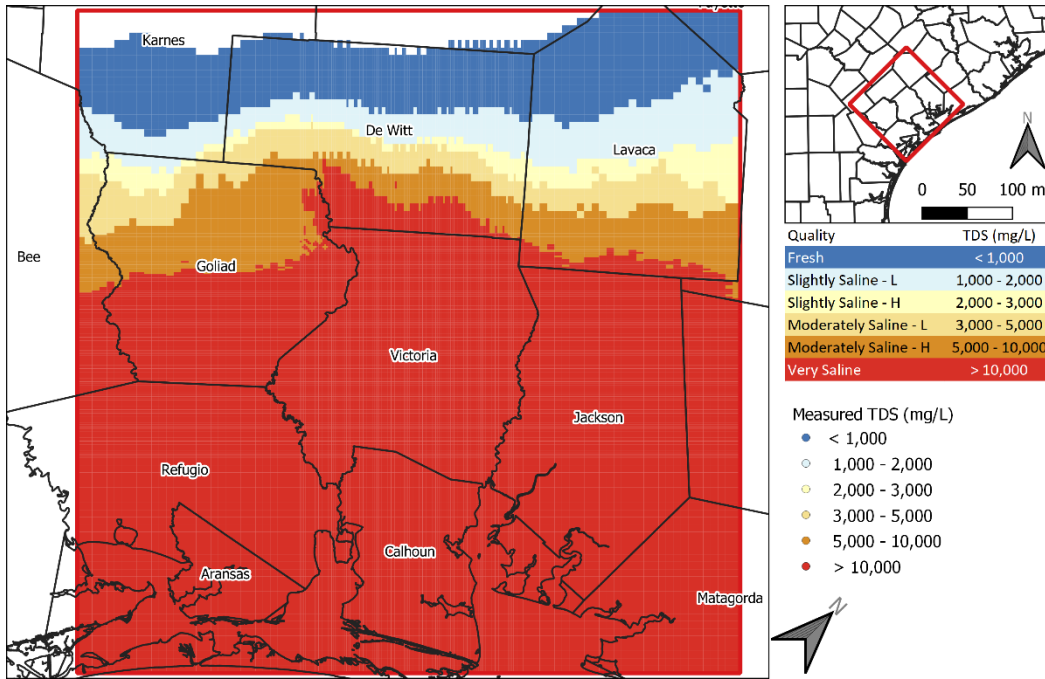 Karnes
De Witt
Lavaca
Bee
Goliad
Victoria
Jackson
Refugio
Calhoun
Aransas
Matagorda
N
0 50 100 m
Quality TDS (mg/L)
Fresh < 1,000
Slightly Saline - L 1,000 - 2,000
Slightly Saline - H 2,000 - 3,000
Moderately Saline - L 3,000 - 5,000
Moderately Saline - H 5,000 - 10,000
Very Saline > 10,000
Measured TDS (mg/L)
< 1,000
1,000 - 2,000
2,000 - 3,000
3,000 - 5,000
5,000 - 10,000
> 10,000
N